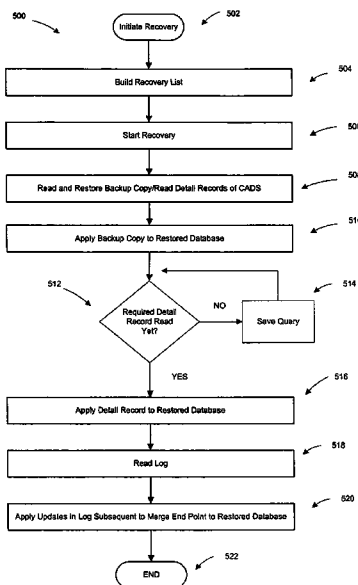 500
Initiate Recovery
502
Build Recovery List
504
Start Recovery
Read and Restore Backup Copy/Read Detail Records of CADS
Apply Backup Copy to Restored Database
512
Required Detail
Record Read
Yet?
NO
Save Query
514
YES
516
Apply Detail Record to Restored Database
Read Log
518
520
Apply Updates in Log Subsequent to Merge End Point to Restored Database
END
522